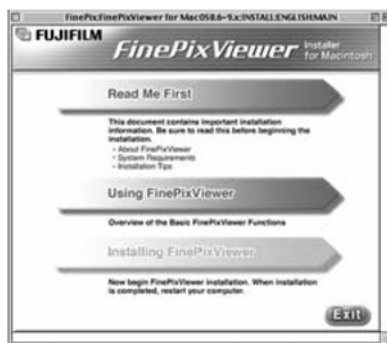 FinePix:FinePixViewer for MacOS8.6-9.x:INSTALL:ENGLISH:MAIN
FUJIFILM
FinePixViewer Installer for Macintosh
Read Me First
This document contains important installation
information. Be sure to read this before beginning the
installation.
- About FinePixViewer
- System Requirements
- Installation Tips
Using FinePixViewer
Overview of the Basic FinePixViewer Functions
Installing FinePixViewer
Now begin FinePixViewer installation. When installation
is completed, restart your computer.
Exit